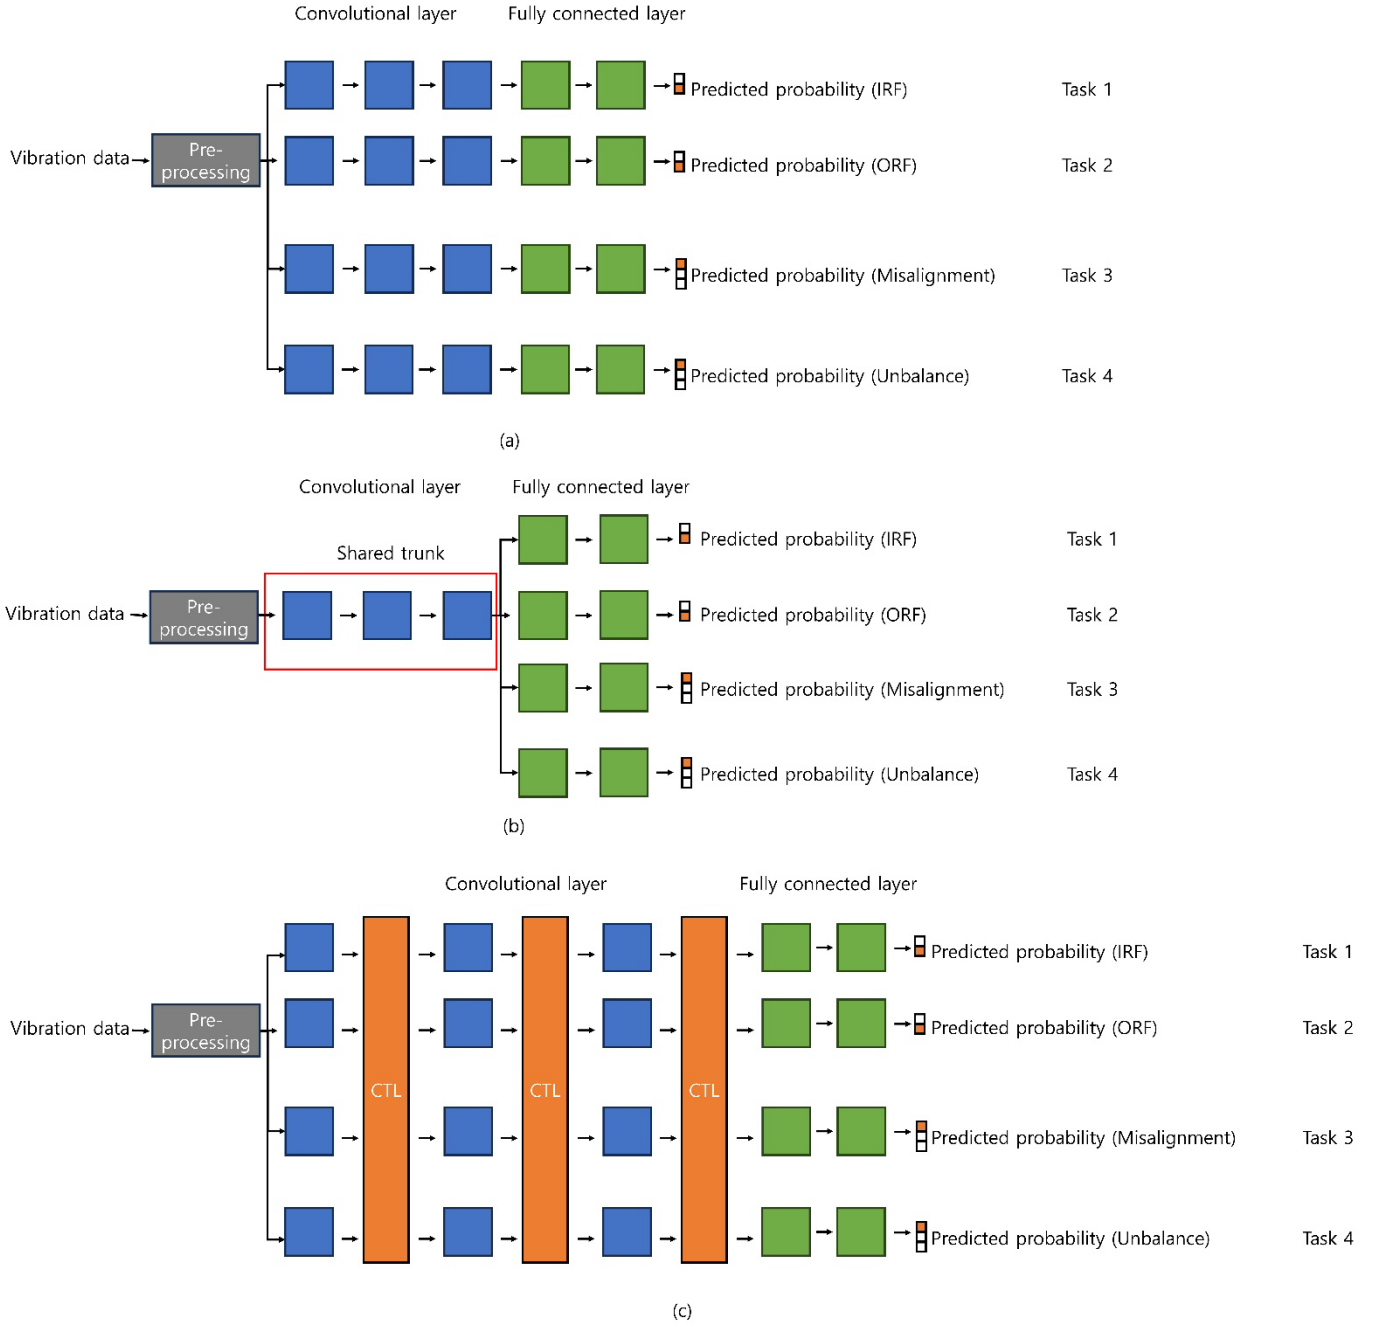 Convolutional layer Fully connected layer
Predicted probability (IRF) Task 1
Vibration data
Pre-
processing
Predicted probability (ORF) Task 2
Predicted probability (Misalignment) Task 3
Predicted probability (Unbalance) Task 4
(a)
Convolutional layer Fully connected layer
Shared trunk
Predicted probability (IRF) Task 1
Vibration data
Pre-
processing
Predicted probability (ORF) Task 2
Predicted probability (Misalignment) Task 3
Predicted probability (Unbalance) Task 4
(b)
Convolutional layer Fully connected layer
Predicted probability (IRF) Task 1
Vibration data
Pre-
processing
Predicted probability (ORF) Task 2
CTL CTL CTL
Predicted probability (Misalignment) Task 3
Predicted probability (Unbalance) Task 4
(c)